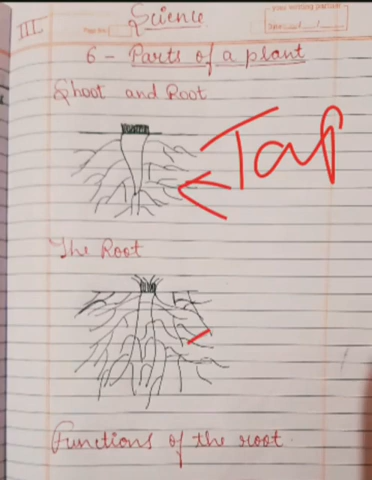 III
Science
6 - Parts of a plant
Shoot and Root
Tap
The Root
Functions of the root